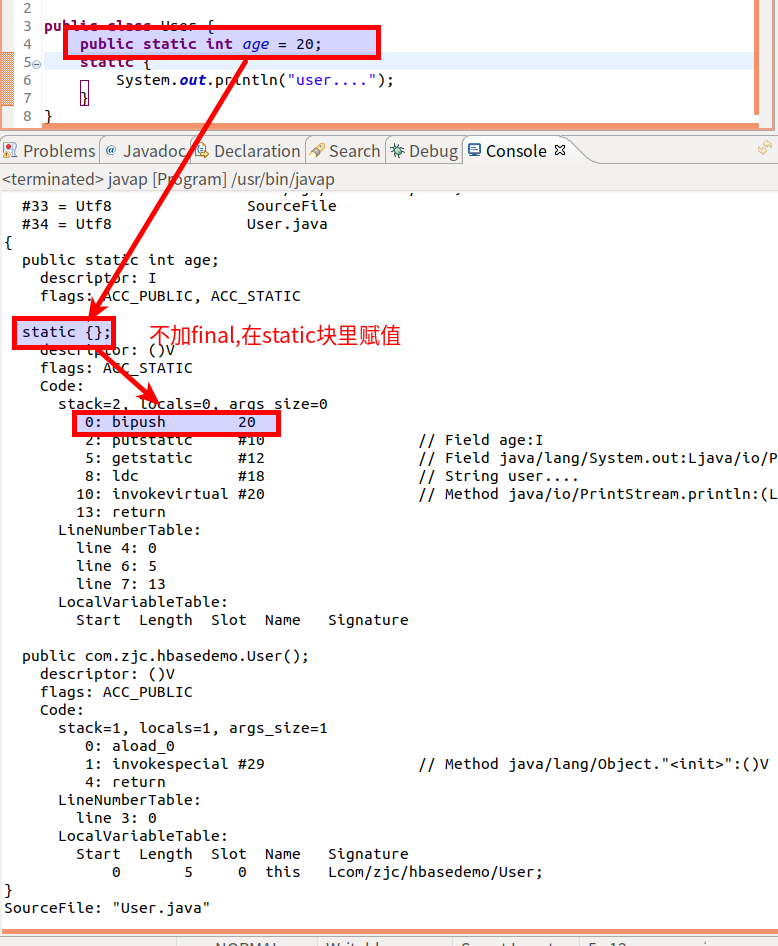 2
3 public class User {
4 public static int age = 20;
5 static {
6 System.out.println("user....");
7 }
8 }
Problems @ Javadoc Declaration Search Debug Console
<terminated> javap [Program] /usr/bin/javap
#33 = Utf8 SourceFile
#34 = Utf8 User.java
{
public static int age;
descriptor: I
flags: ACC_PUBLIC, ACC_STATIC
static {};
不加final,在static块里赋值
descriptor: ()V
flags: ACC_STATIC
Code:
stack=2, locals=0, args_size=0
0: bipush 20
2: putstatic #10 // Field age:I
5: getstatic #12 // Field java/lang/System.out:Ljava/io/P
8: ldc #18 // String user....
10: invokevirtual #20 // Method java/io/PrintStream.println:(L
13: return
LineNumberTable:
line 4: 0
line 6: 5
line 7: 13
LocalVariableTable:
Start Length Slot Name Signature
public com.zjc.hbasedemo.User();
descriptor: ()V
flags: ACC_PUBLIC
Code:
stack=1, locals=1, args_size=1
0: aload_0
1: invokespecial #29 // Method java/lang/Object."<init>":()V
4: return
LineNumberTable:
line 3: 0
LocalVariableTable:
Start Length Slot Name Signature
0 5 0 this Lcom/zjc/hbasedemo/User;
}
SourceFile: "User.java"